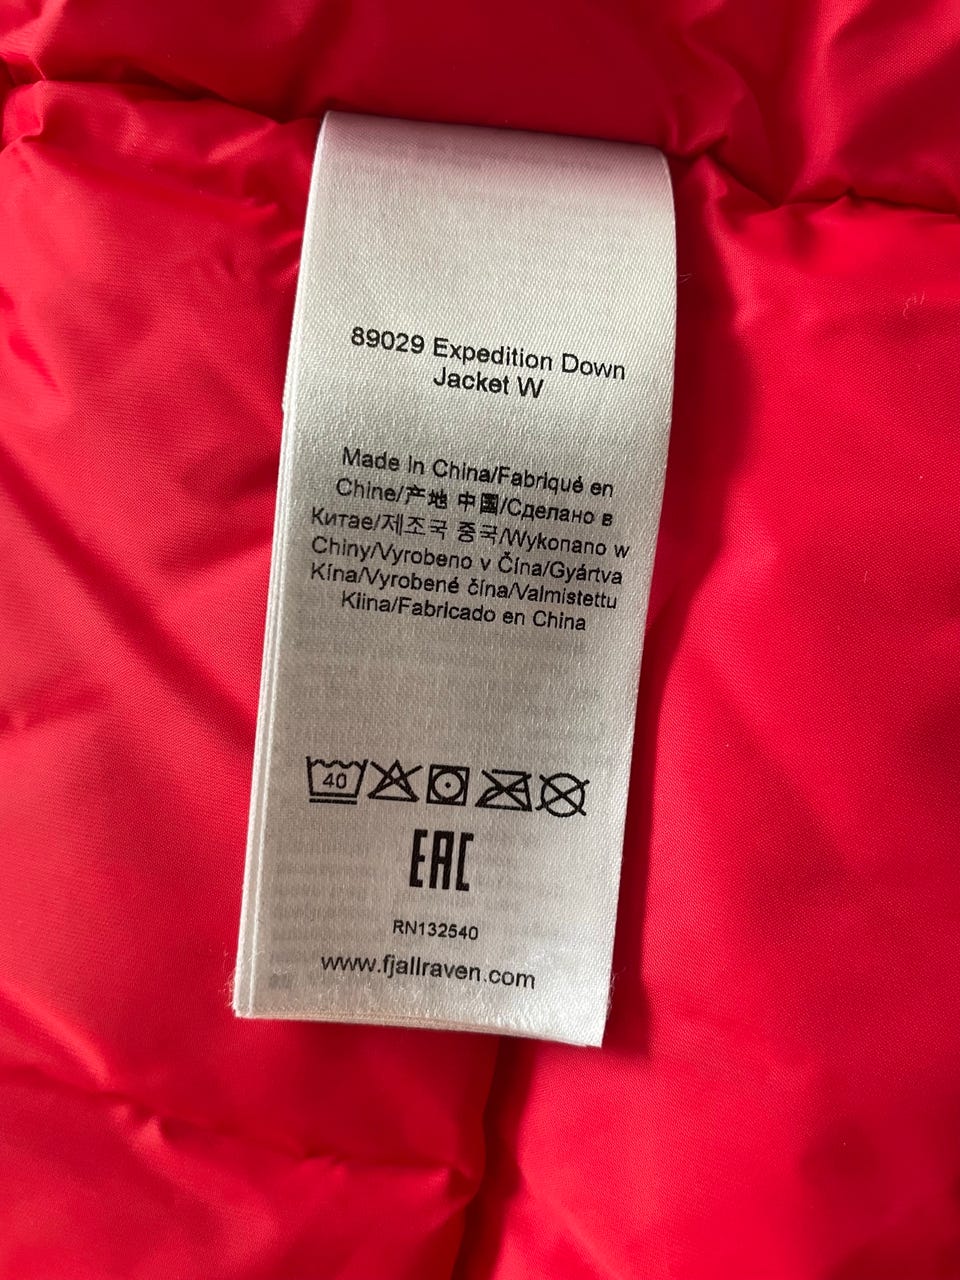 89029 Expedition Down
Jacket W
Made in China/Fabriqué en
Chine/产地 中国/Сделано в
Китае/제조국 중국/Wykonano w
Chiny/Vyrobeno v Čína/Gyártva
Kína/Vyrobené čína/Valmistettu
Kiina/Fabricado en China
40
EAC
RN132540
www.fjallraven.com